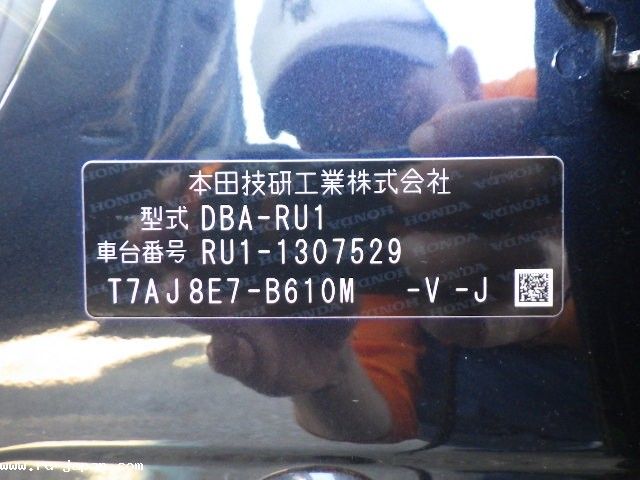 本田技研工業株式会社
型式 DBA-RU1
車台番号 RU1-1307529
T7AJ8E7-B610M -V -J